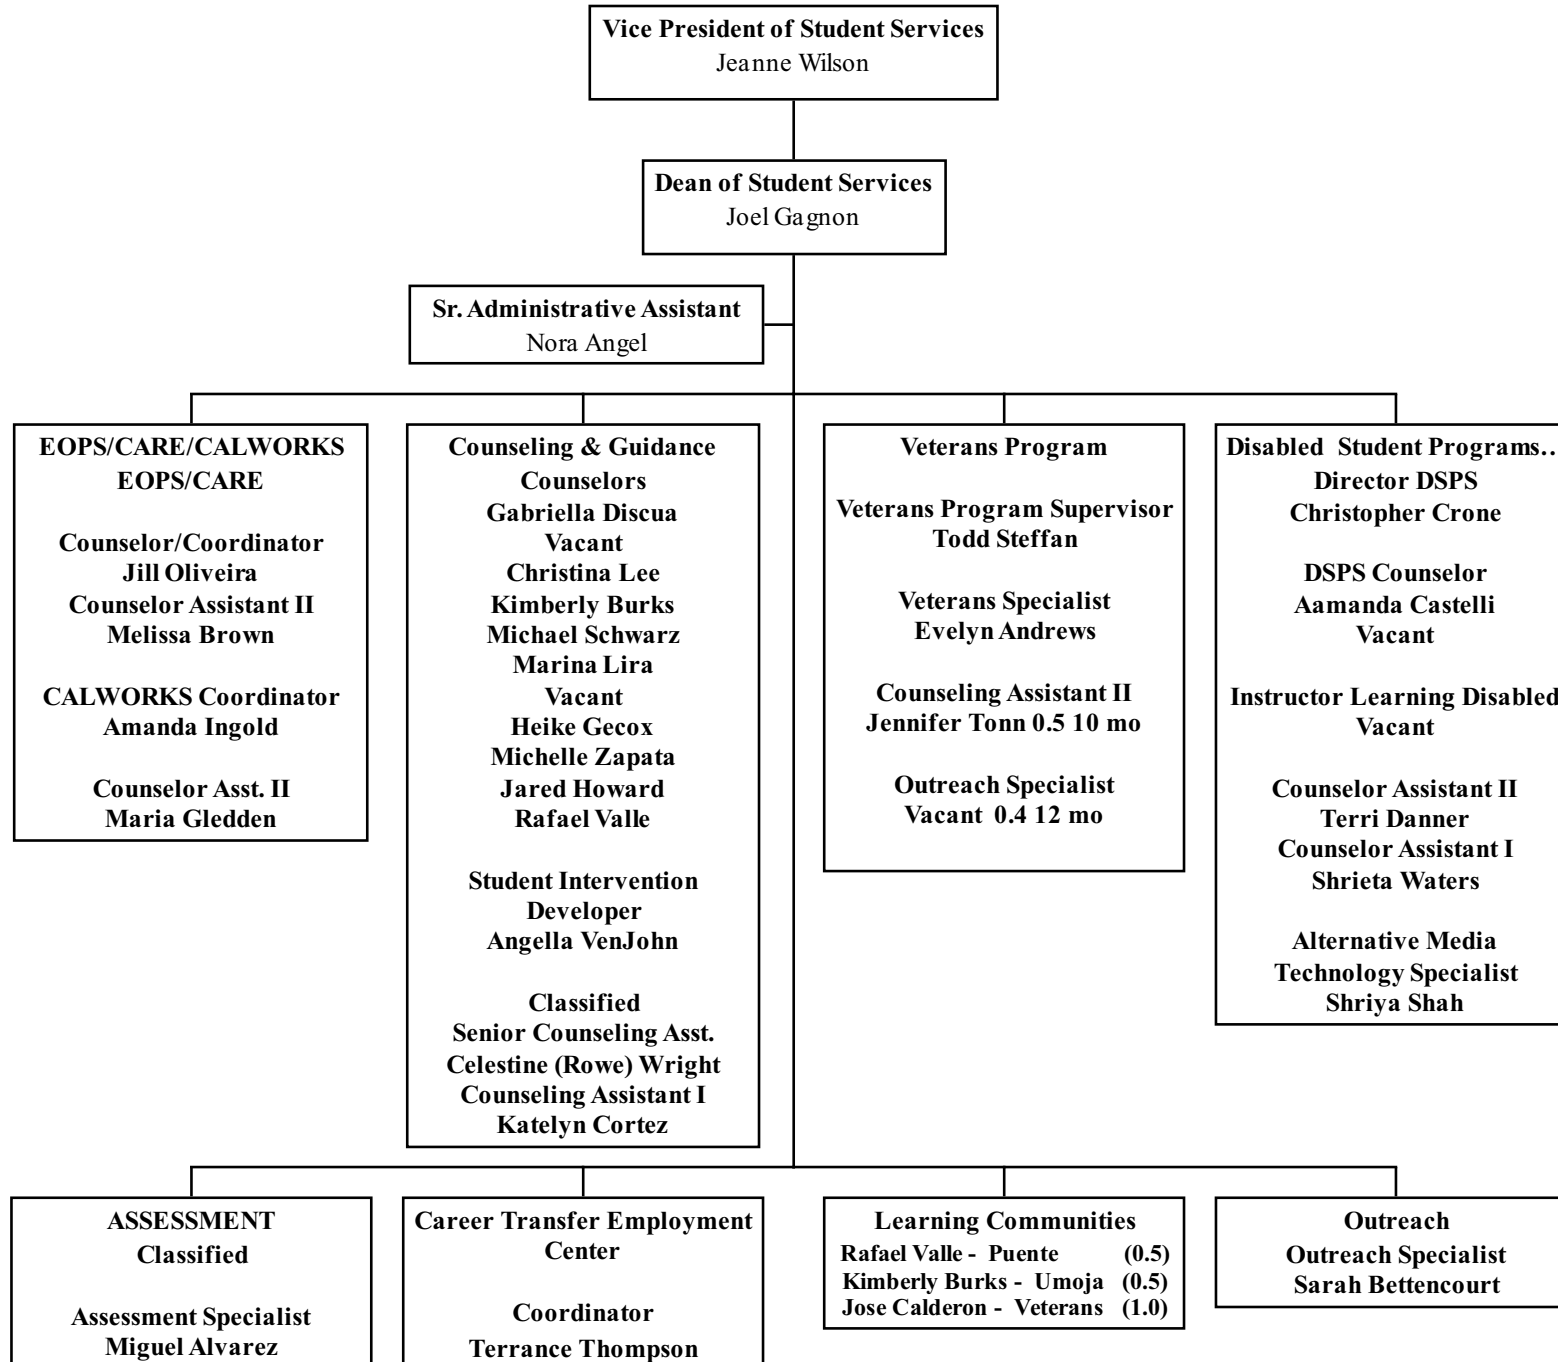 Vice President of Student Services
Jeanne Wilson
Dean of Student Services
Joel Gagnon
Sr. Administrative Assistant
Nora Angel
EOPS/CARE/CALWORKS
EOPS/CARE
Counselor/Coordinator
Jill Oliveira
Counselor Assistant II
Melissa Brown
CALWORKS Coordinator
Amanda Ingold
Counselor Asst. II
Maria Gledden
Counseling & Guidance
Counselors
Gabriella Discua
Vacant
Christina Lee
Kimberly Burks
Michael Schwarz
Marina Lira
Vacant
Heike Gecox
Michelle Zapata
Jared Howard
Rafael Valle
Student Intervention
Developer
Angella VenJohn
Classified
Senior Counseling Asst.
Celestine (Rowe) Wright
Counseling Assistant I
Katelyn Cortez
Veterans Program
Veterans Program Supervisor
Todd Steffan
Veterans Specialist
Evelyn Andrews
Counseling Assistant II
Jennifer Tonn 0.5 10 mo
Outreach Specialist
Vacant 0.4 12 mo
Disabled Student Programs…
Director DSPS
Christopher Crone
DSPS Counselor
Aamanda Castelli
Vacant
Instructor Learning Disabled
Vacant
Counselor Assistant II
Terri Danner
Counselor Assistant I
Shrieta Waters
Alternative Media
Technology Specialist
Shriya Shah
ASSESSMENT
Classified
Assessment Specialist
Miguel Alvarez
Career Transfer Employment
Center
Coordinator
Terrance Thompson
Learning Communities
Rafael Valle - Puente (0.5)
Kimberly Burks - Umoja (0.5)
Jose Calderon - Veterans (1.0)
Outreach
Outreach Specialist
Sarah Bettencourt